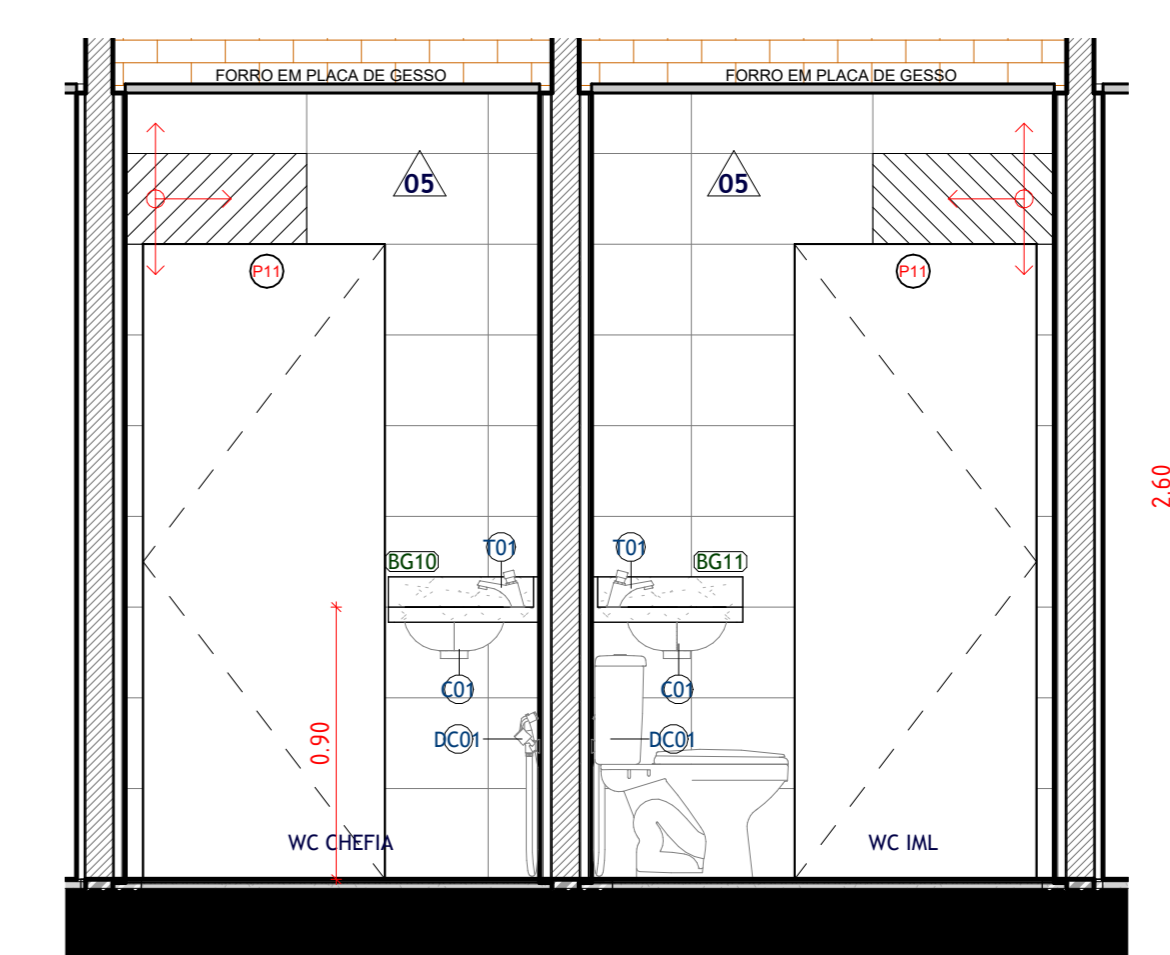 FORRO EM PLACA DE GESSO
FORRO EM PLACA DE GESSO
05
05
P11
P11
2.60
T01
T01
BG10
BG11
C01
C01
DC01
DC01
0.90
WC CHEFIA
WC IML